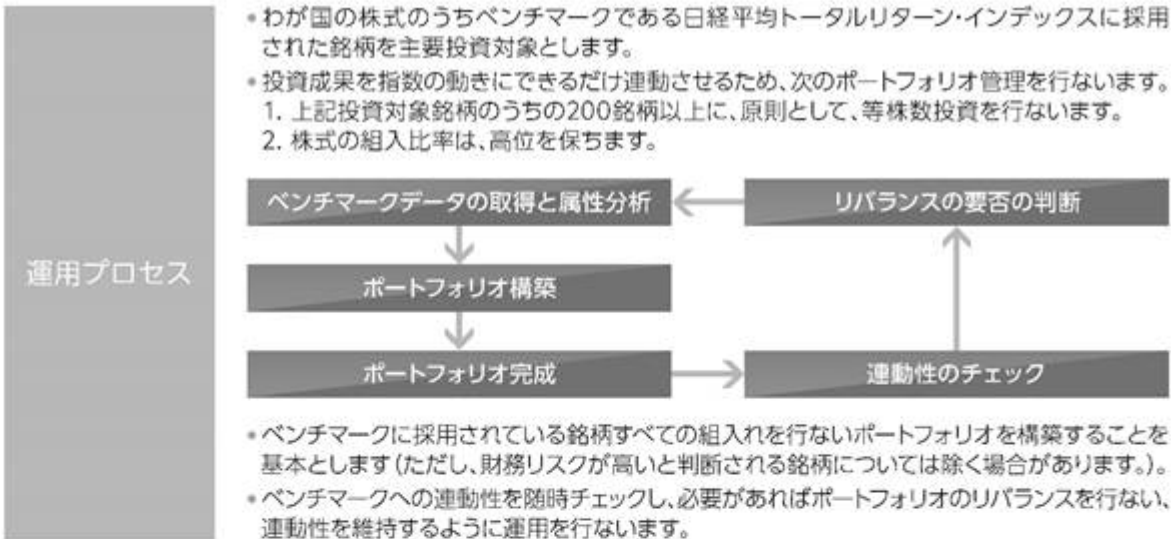 運用プロセス
•わが国の株式のうちベンチマークである日経平均トータルリターン・インデックスに採用
された銘柄を主要投資対象とします。
•投資成果を指数の動きにできるだけ連動させるため、次のポートフォリオ管理を行ないます。
1. 上記投資対象銘柄のうちの200銘柄以上に、原則として、等株数投資を行ないます。
2. 株式の組入比率は、高位を保ちます。
ベンチマークデータの取得と属性分析
リバランスの要否の判断
ポートフォリオ構築
ポートフォリオ完成
連動性のチェック
•ベンチマークに採用されている銘柄すべての組入れを行ないポートフォリオを構築することを
基本とします(ただし、財務リスクが高いと判断される銘柄については除く場合があります。)。
•ベンチマークへの連動性を随時チェックし、必要があればポートフォリオのリバランスを行ない、
連動性を維持するように運用を行ないます。